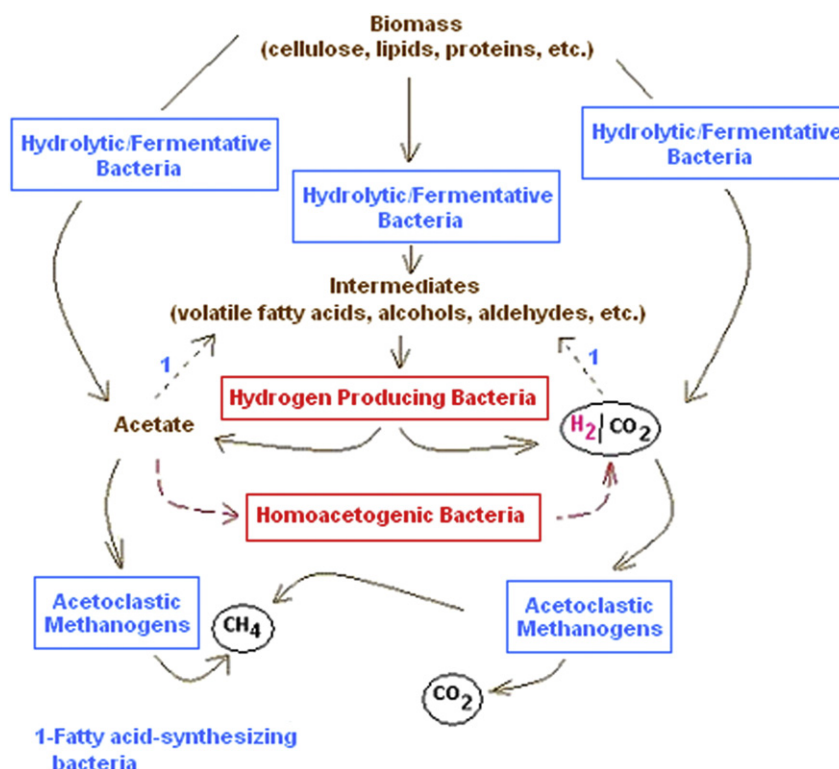 Biomass
(cellulose, lipids, proteins, etc.)
Hydrolytic/Fermentative
Bacteria
Hydrolytic/Fermentative
Bacteria
Hydrolytic/Fermentative
Bacteria
Intermediates
(volatile fatty acids, alcohols, aldehydes, etc.)
1
1
Hydrogen Producing Bacteria
Acetate
H₂|CO₂
Homoacetogenic Bacteria
Acetoclastic
Methanogens
CH₄
Acetoclastic
Methanogens
CO₂
1-Fatty acid-synthesizing
bacteria